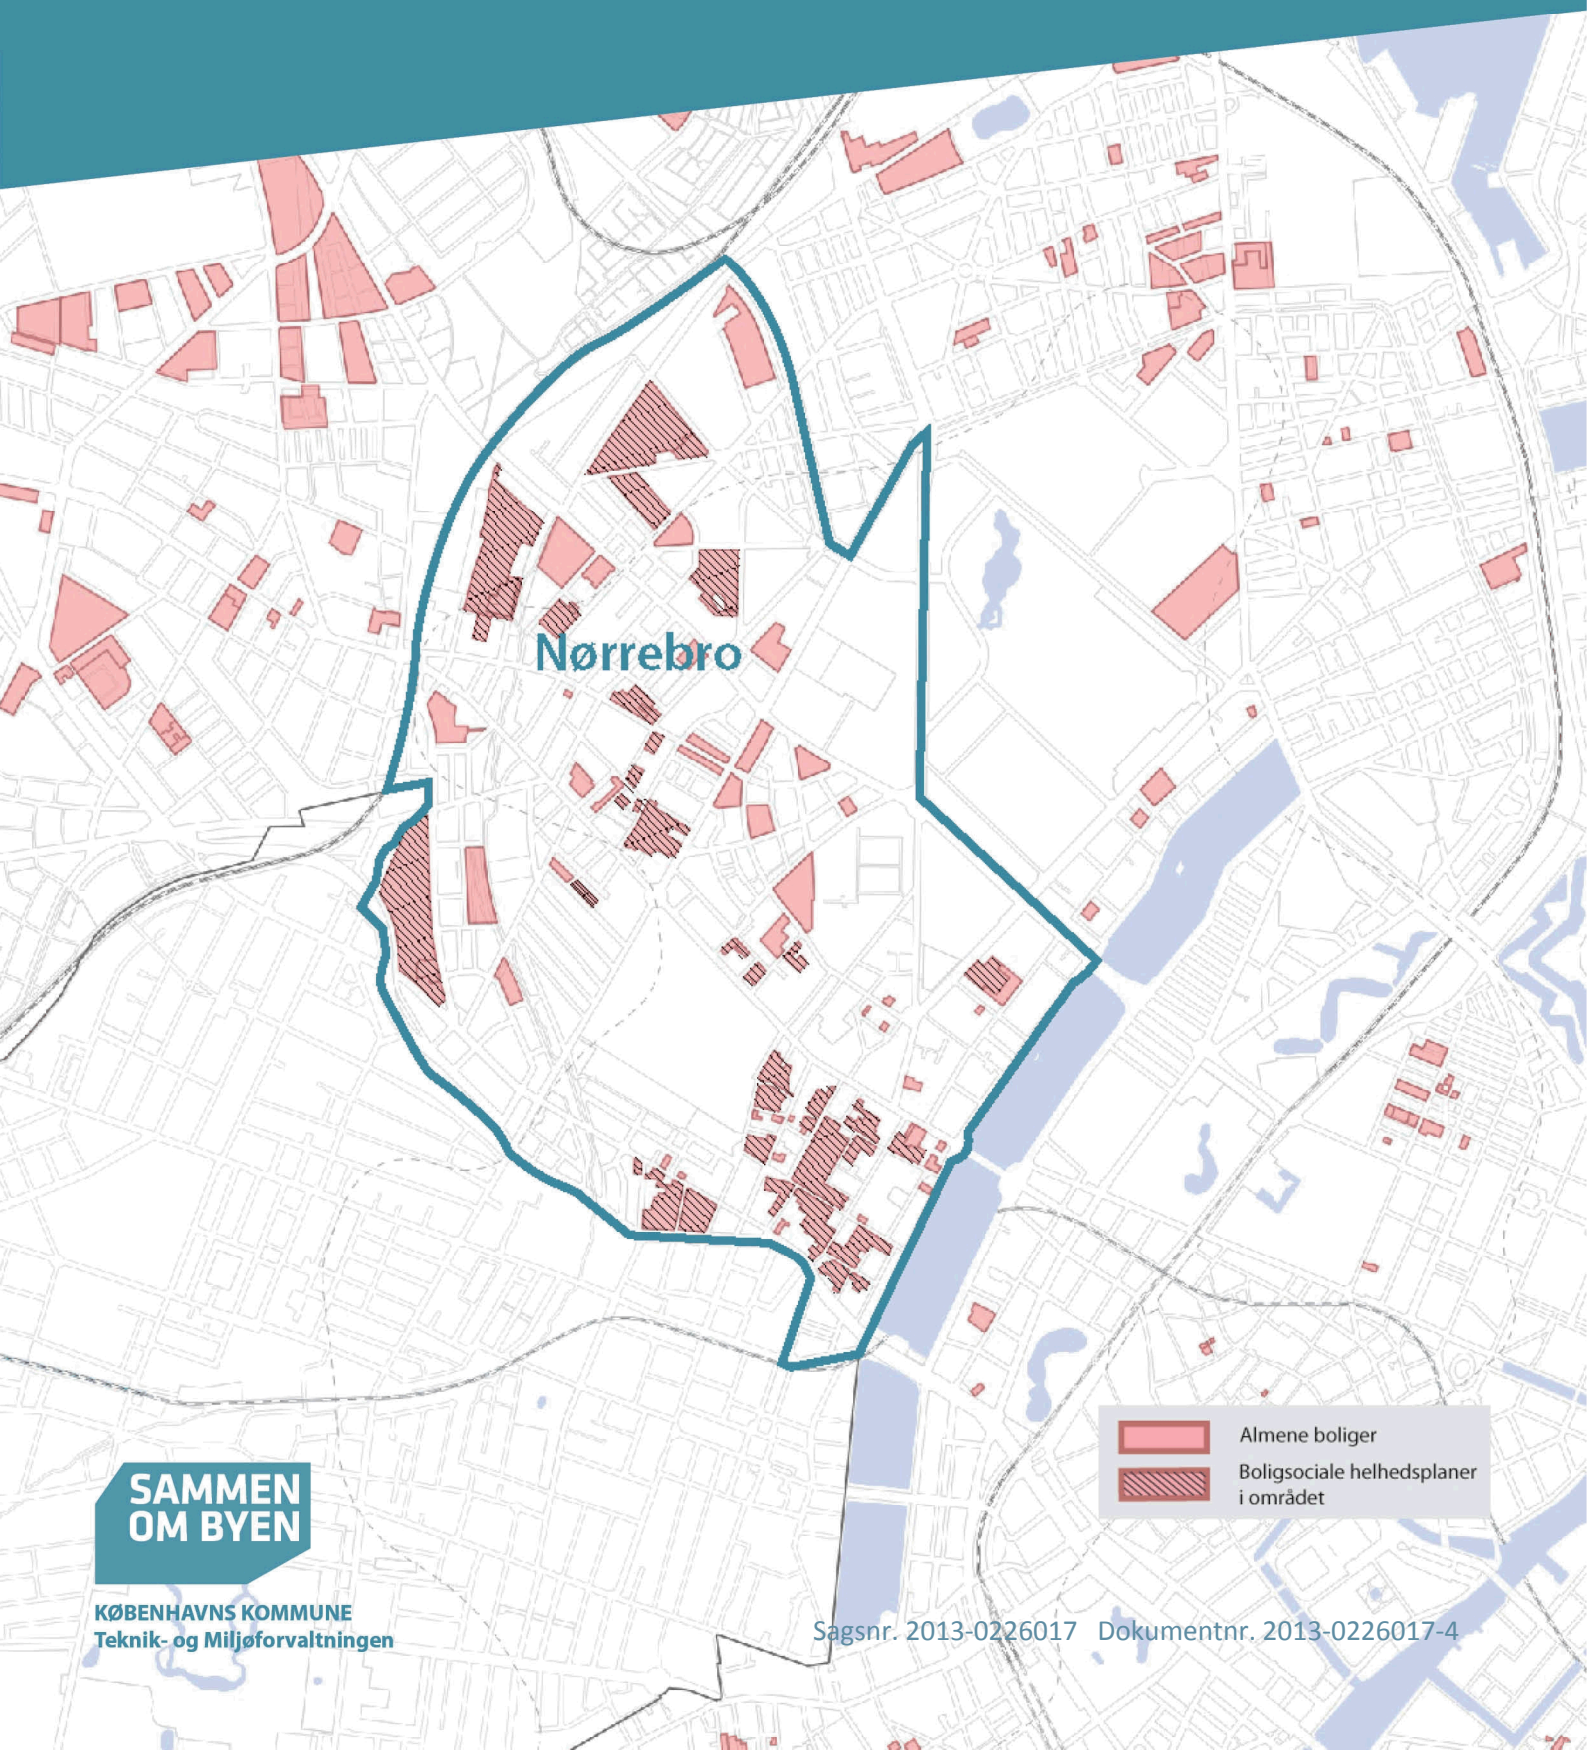 Nørrebro
Almene boliger
Boligsociale helhedsplaner
i området
SAMMEN
OM BYEN
KØBENHAVNS KOMMUNE
Teknik- og Miljøforvaltningen
Sagsnr. 2013-0226017 Dokumentnr. 2013-0226017-4